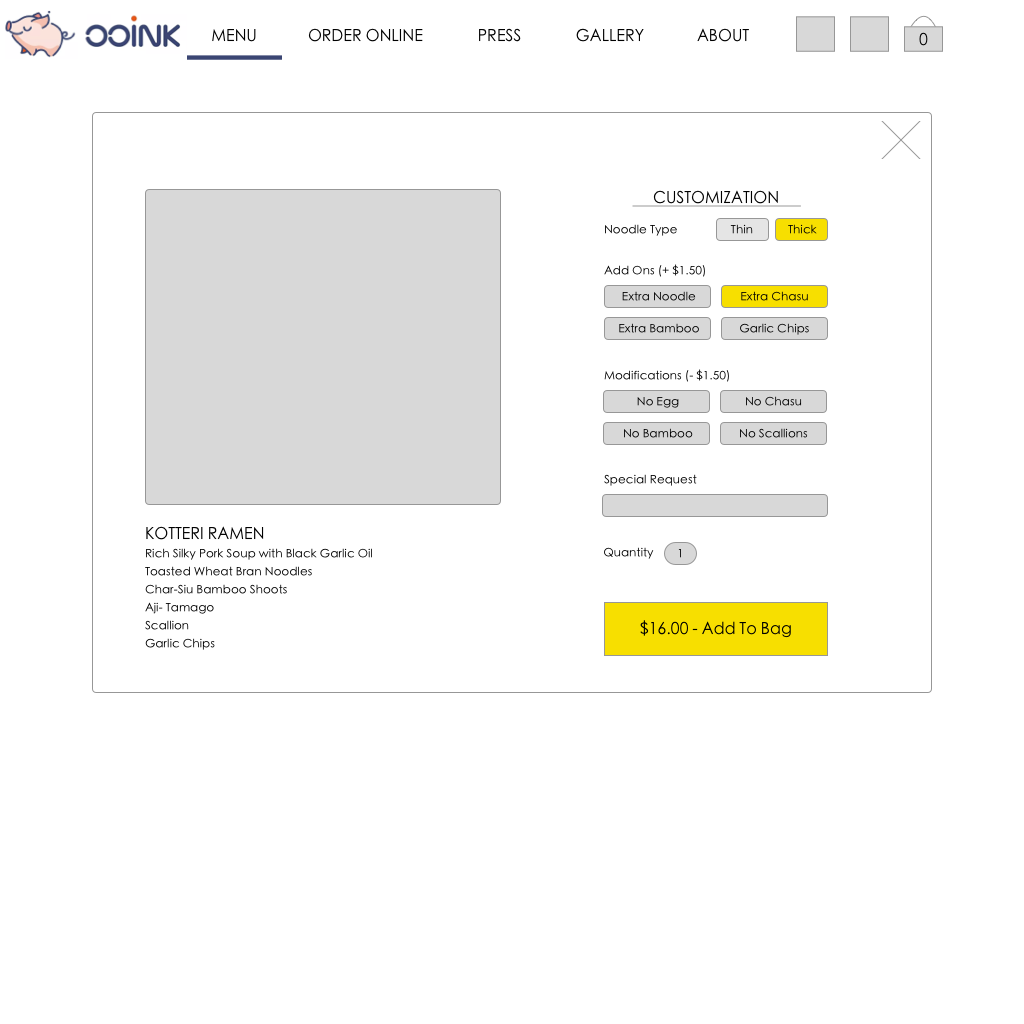 OOiNK MENU ORDER ONLINE PRESS GALLERY ABOUT 0
CUSTOMIZATION
Noodle Type Thin Thick
Add Ons (+ $1.50)
Extra Noodle Extra Chasu
Extra Bamboo Garlic Chips
Modifications (- $1.50)
No Egg No Chasu
No Bamboo No Scallions
Special Request
Quantity 1
$16.00 - Add To Bag
KOTTERI RAMEN
Rich Silky Pork Soup with Black Garlic Oil
Toasted Wheat Bran Noodles
Char-Siu Bamboo Shoots
Aji- Tamago
Scallion
Garlic Chips